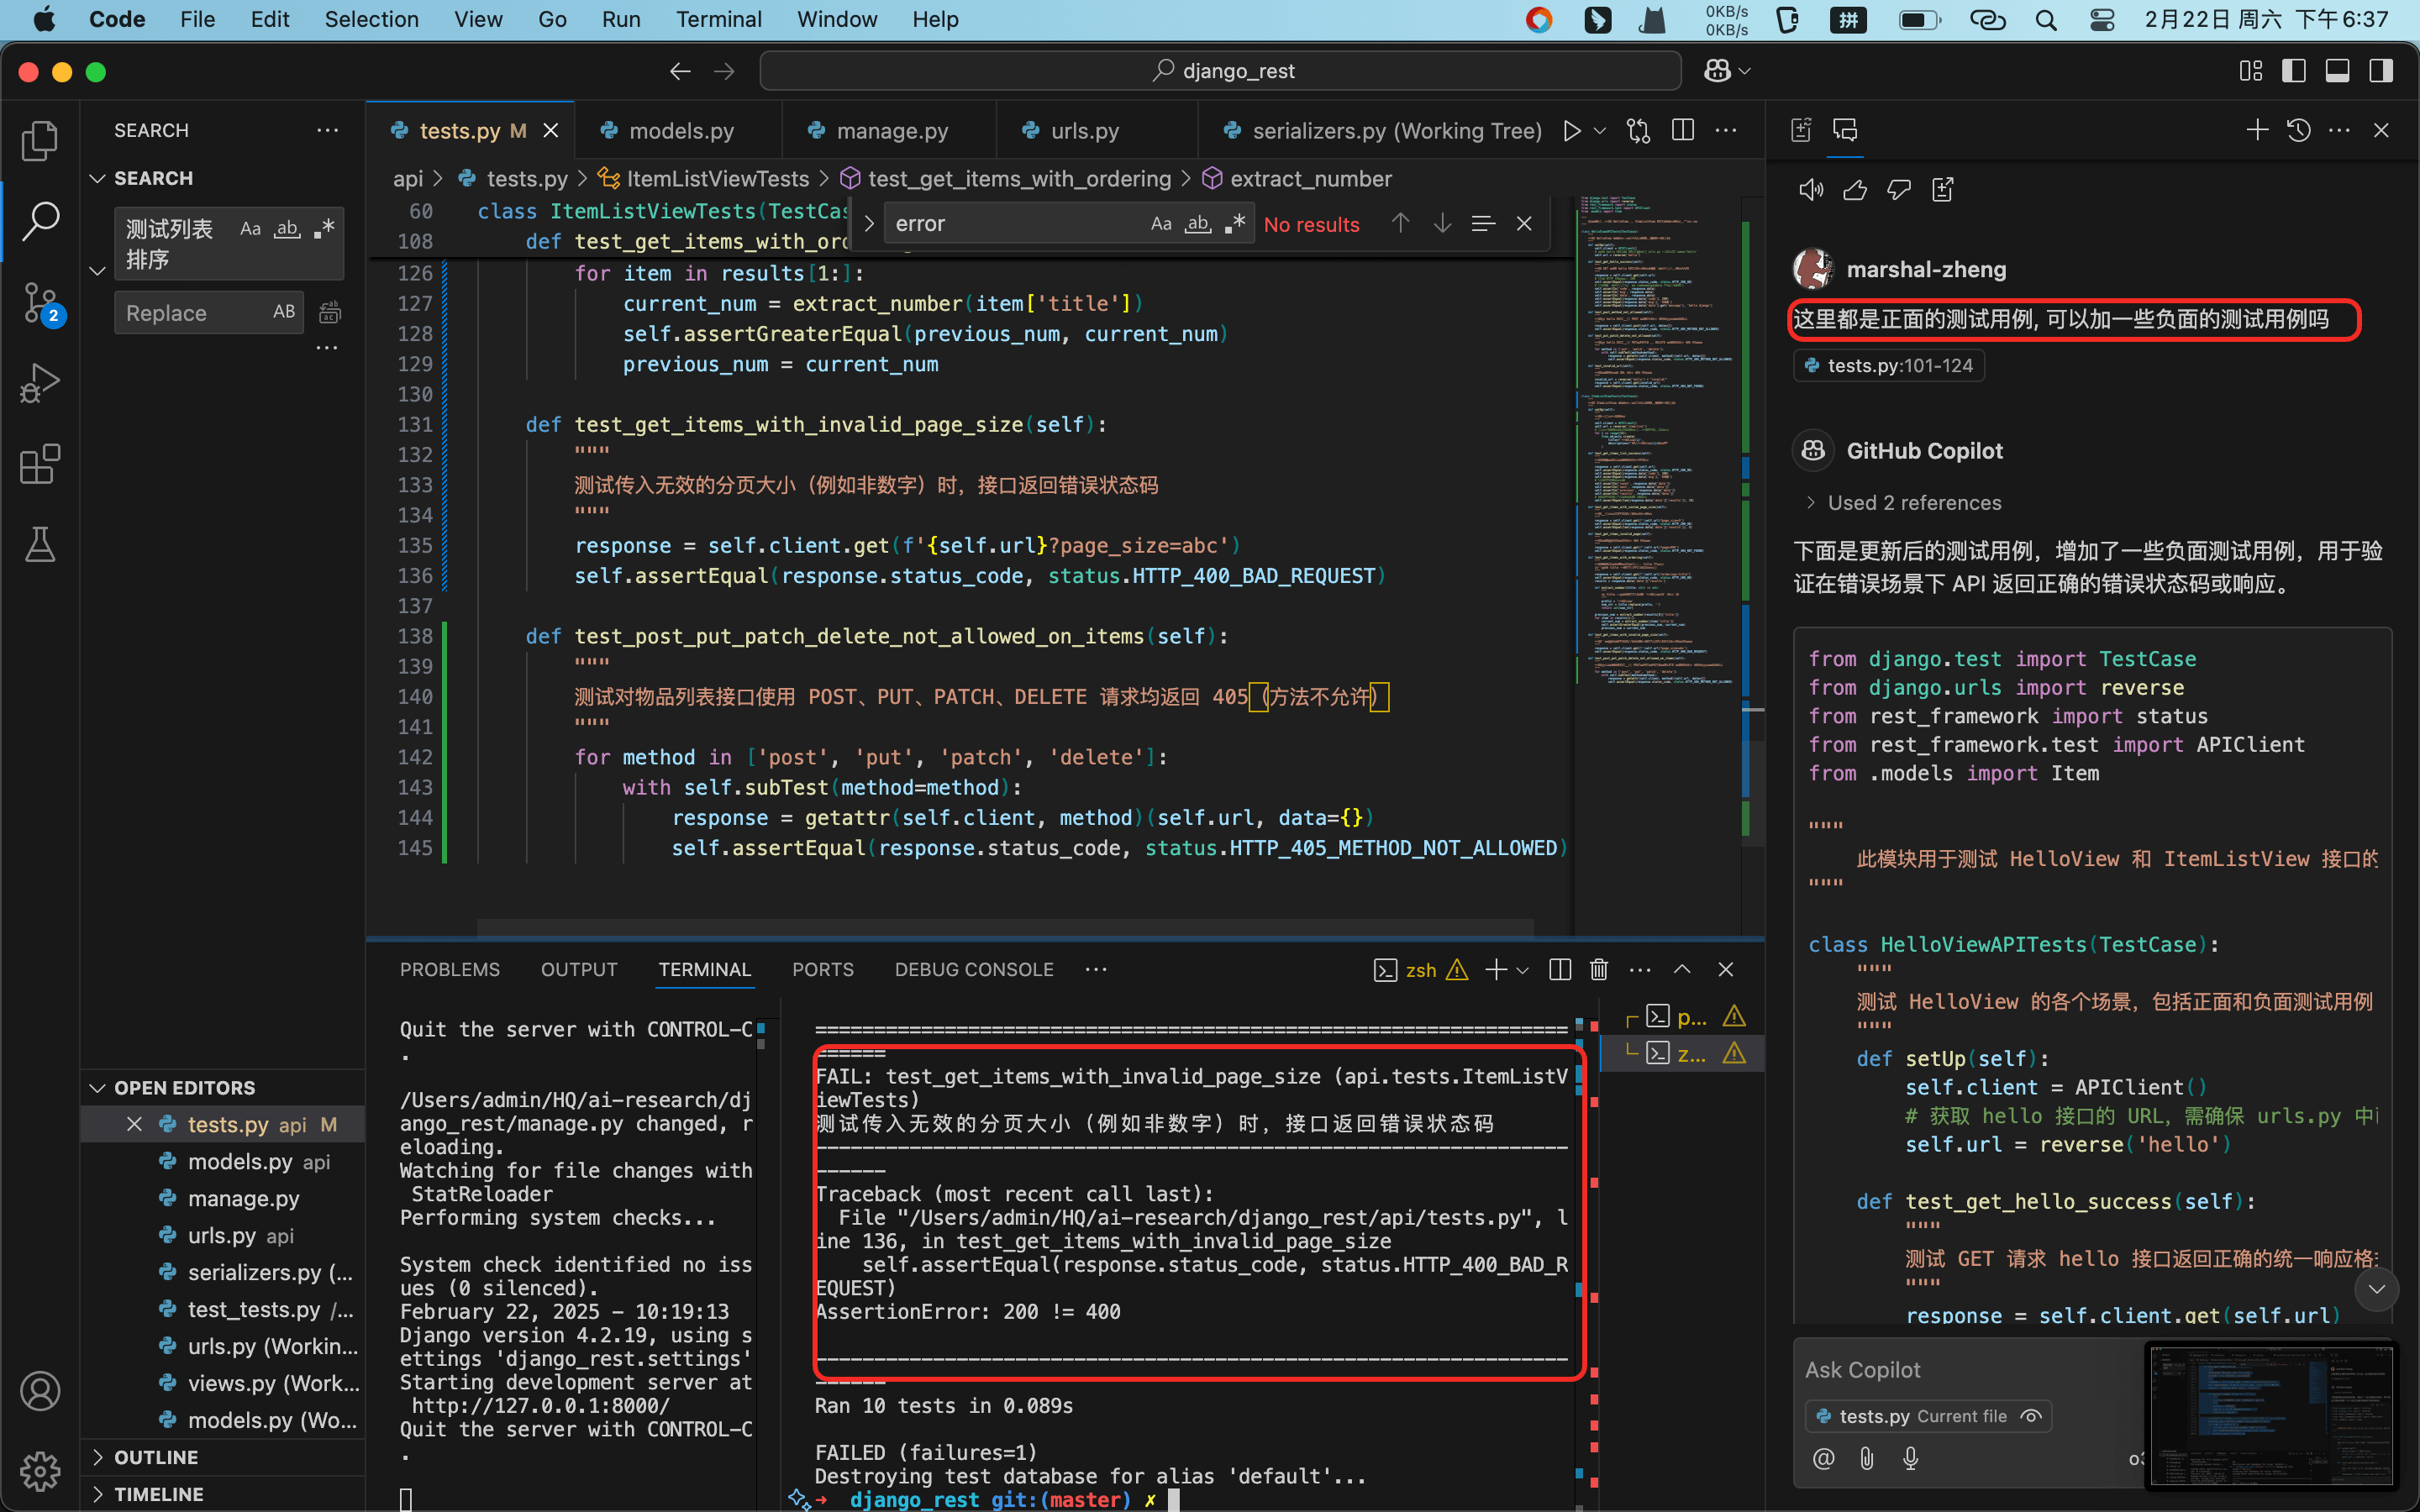 Code File Edit Selection View Go Run Terminal Window Help 0KB/s 0KB/s 拼 2月22日 周六 下午6:37
django_rest
SEARCH
SEARCH
测试列表
排序
Aa ab
Replace AB
2
tests.py M
models.py
manage.py
urls.py
serializers.py (Working Tree)
api > tests.py > ItemListViewTests > test_get_items_with_ordering > extract_number
error Aa ab No results
60 class ItemListViewTests(TestCas
108 def test_get_items_with_ord
126 for item in results[1:]:
127 current_num = extract_number(item['title'])
128 self.assertGreaterEqual(previous_num, current_num)
129 previous_num = current_num
130
131 def test_get_items_with_invalid_page_size(self):
132 """
133 测试传入无效的分页大小（例如非数字）时，接口返回错误状态码
134 """
135 response = self.client.get(f'{self.url}?page_size=abc')
136 self.assertEqual(response.status_code, status.HTTP_400_BAD_REQUEST)
137
138 def test_post_put_patch_delete_not_allowed_on_items(self):
139 """
140 测试对物品列表接口使用 POST、PUT、PATCH、DELETE 请求均返回 405（方法不允许）
141 """
142 for method in ['post', 'put', 'patch', 'delete']:
143 with self.subTest(method=method):
144 response = getattr(self.client, method)(self.url, data={})
145 self.assertEqual(response.status_code, status.HTTP_405_METHOD_NOT_ALLOWED)
OPEN EDITORS
tests.py api M
models.py api
manage.py
urls.py api
serializers.py (...
test_tests.py /...
urls.py (Workin...
views.py (Work...
models.py (Wo...
OUTLINE
TIMELINE
PROBLEMS OUTPUT TERMINAL PORTS DEBUG CONSOLE
zsh
Quit the server with CONTROL-C
.
/Users/admin/HQ/ai-research/dj
ango_rest/manage.py changed, r
eloading.
Watching for file changes with
StatReloader
Performing system checks...
System check identified no iss
ues (0 silenced).
February 22, 2025 - 10:19:13
Django version 4.2.19, using s
ettings 'django_rest.settings'
Starting development server at
http://127.0.0.1:8000/
Quit the server with CONTROL-C
.
FAIL: test_get_items_with_invalid_page_size (api.tests.ItemListV
iewTests)
测试传入无效的分页大小（例如非数字）时，接口返回错误状态码
Traceback (most recent call last):
File "/Users/admin/HQ/ai-research/django_rest/api/tests.py", l
ine 136, in test_get_items_with_invalid_page_size
self.assertEqual(response.status_code, status.HTTP_400_BAD_R
EQUEST)
AssertionError: 200 != 400
Ran 10 tests in 0.089s
FAILED (failures=1)
Destroying test database for alias 'default'...
➜ django_rest git:(master) ✗
p...
z...
marshal-zheng
这里都是正面的测试用例, 可以加一些负面的测试用例吗
tests.py:101-124
GitHub Copilot
> Used 2 references
下面是更新后的测试用例，增加了一些负面测试用例，用于验
证在错误场景下 API 返回正确的错误状态码或响应。
from django.test import TestCase
from django.urls import reverse
from rest_framework import status
from rest_framework.test import APIClient
from .models import Item
"""
此模块用于测试 HelloView 和 ItemListView 接口的
"""
class HelloViewAPITests(TestCase):
"""
测试 HelloView 的各个场景，包括正面和负面测试用例
"""
def setUp(self):
self.client = APIClient()
# 获取 hello 接口的 URL，需确保 urls.py 中
self.url = reverse('hello')
def test_get_hello_success(self):
"""
测试 GET 请求 hello 接口返回正确的统一响应格
"""
response = self.client.get(self.url)
Ask Copilot
tests.py Current file
@